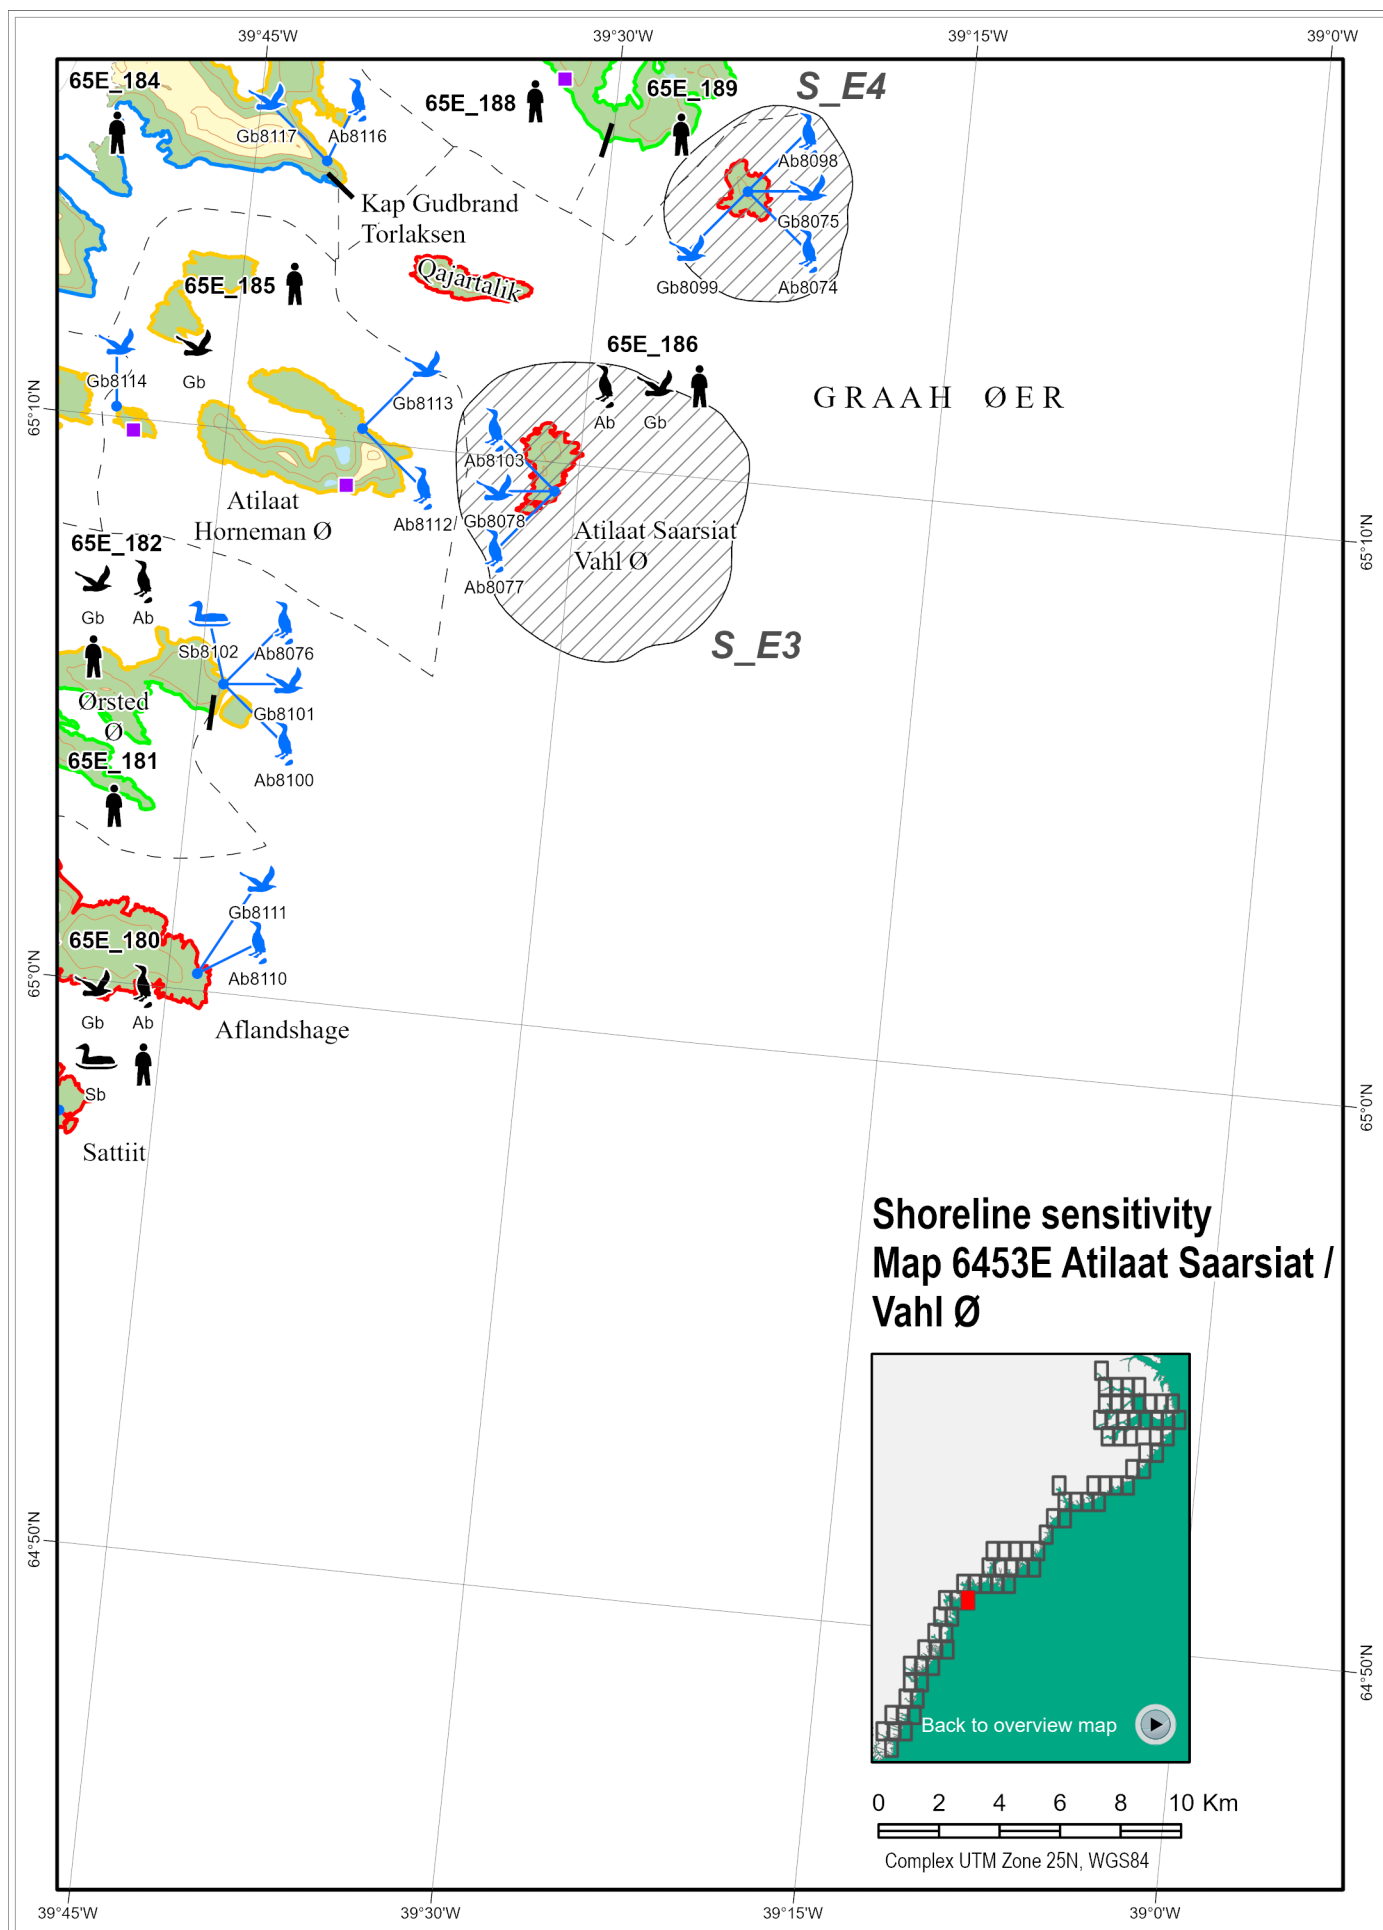 39°45'W
39°30'W
39°15'W
39°0'W
65E_184
65E_188
65E_189
S_E4
Gb8117
Ab8116
Ab8098
Kap Gudbrand
Torlaksen
Gb8075
Qajartalik
65E_185
Gb8099
Ab8074
65E_186
Gb8114
Gb
Gb8113
Ab
Gb
GRAAH ØER
65°10'N
65°10'N
Ab8103
Atilaat
Horneman Ø
Ab8112
Gb8078
Atilaat Saarsiat
Vahl Ø
Ab8077
65E_182
Gb
Ab
Sb8102
Ab8076
S_E3
Ørsted
Ø
Gb8101
65E_181
Ab8100
Gb8111
65E_180
Ab8110
65°0'N
65°0'N
Gb
Ab
Aflandshage
Sb
Sattiit
Shoreline sensitivity
Map 6453E Atilaat Saarsiat /
Vahl Ø
64°50'N
64°50'N
Back to overview map
0 2 4 6 8 10 Km
Complex UTM Zone 25N, WGS84
39°45'W
39°30'W
39°15'W
39°0'W